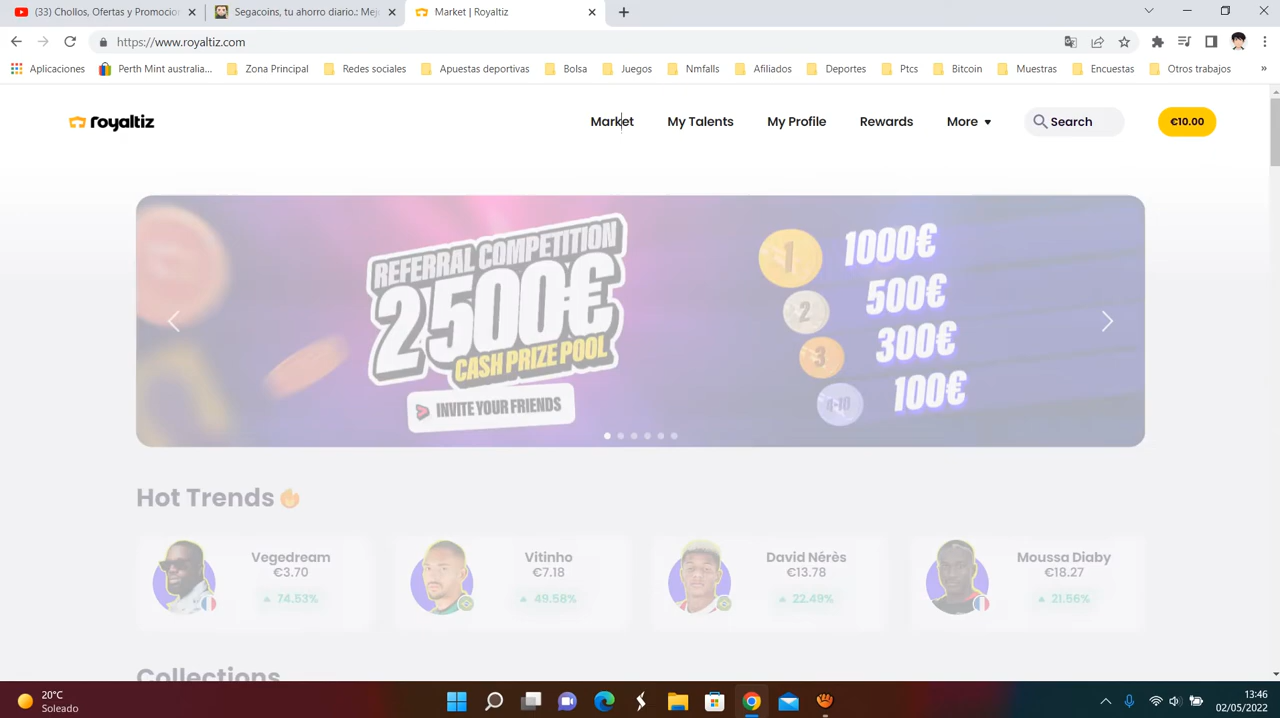 (33) Chollos, Ofertas y Promocion
Segacoins, tu ahorro diario.: Mej
Market | Royaltiz
https://www.royaltiz.com
Aplicaciones
Perth Mint australia...
Zona Principal
Redes sociales
Apuestas deportivas
Bolsa
Juegos
Nmfalls
Afiliados
Deportes
Ptcs
Bitcoin
Muestras
Encuestas
Otros trabajos
»
royaltiz
Market
My Talents
My Profile
Rewards
More
Search
€10.00
REFERRAL COMPETITION
2'500€
CASH PRIZE POOL
INVITE YOUR FRIENDS
1 1000€
2 500€
3 300€
4-10 100€
Hot Trends
Vegedream
€3.70
74.53%
Vitinho
€7.18
49.58%
David Nérès
€13.78
22.49%
Moussa Diaby
€18.27
21.56%
Collections
20°C
Soleado
13:46
02/05/2022